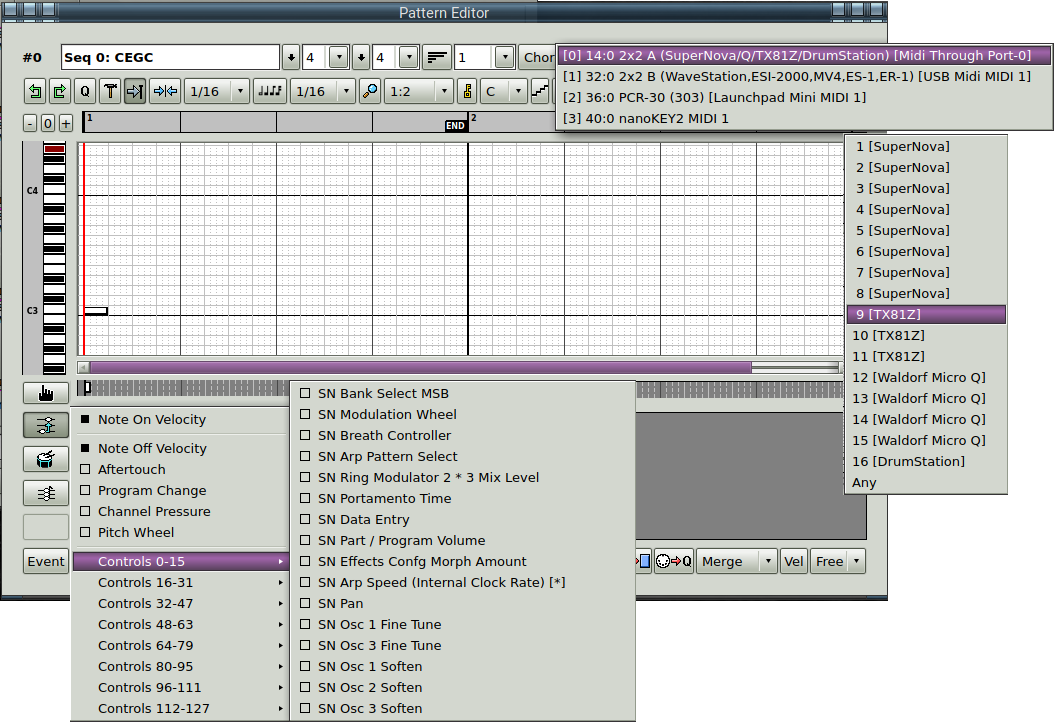 Pattern Editor
#0 Seq 0: CEGC 4 4 1 Chor
[0] 14:0 2x2 A (SuperNova/Q/TX81Z/DrumStation) [Midi Through Port-0]
[1] 32:0 2x2 B (WaveStation,ESI-2000,MV4,ES-1,ER-1) [USB Midi MIDI 1]
[2] 36:0 PCR-30 (303) [Launchpad Mini MIDI 1]
[3] 40:0 nanoKEY2 MIDI 1
Q 1/16 1/16 1:2 C
- 0 + 1 END 2
1 [SuperNova]
2 [SuperNova]
3 [SuperNova]
4 [SuperNova]
5 [SuperNova]
6 [SuperNova]
7 [SuperNova]
8 [SuperNova]
9 [TX81Z]
10 [TX81Z]
11 [TX81Z]
12 [Waldorf Micro Q]
13 [Waldorf Micro Q]
14 [Waldorf Micro Q]
15 [Waldorf Micro Q]
16 [DrumStation]
Any
C4
C3
Note On Velocity
Note Off Velocity
Aftertouch
Program Change
Channel Pressure
Pitch Wheel
Controls 0-15
Controls 16-31
Controls 32-47
Controls 48-63
Controls 64-79
Controls 80-95
Controls 96-111
Controls 112-127
SN Bank Select MSB
SN Modulation Wheel
SN Breath Controller
SN Arp Pattern Select
SN Ring Modulator 2 * 3 Mix Level
SN Portamento Time
SN Data Entry
SN Part / Program Volume
SN Effects Confg Morph Amount
SN Arp Speed (Internal Clock Rate) [*]
SN Pan
SN Osc 1 Fine Tune
SN Osc 3 Fine Tune
SN Osc 1 Soften
SN Osc 2 Soften
SN Osc 3 Soften
Event Q Merge Vel Free